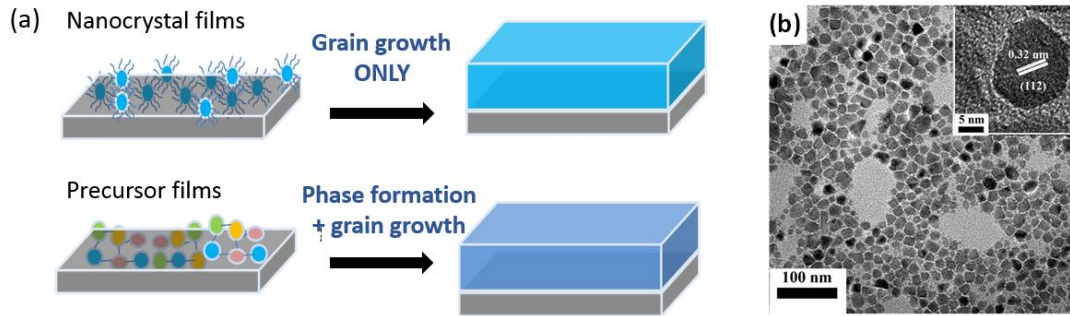 (a)
Nanocrystal films
Grain growth
ONLY
Precursor films
Phase formation
+ grain growth
(b)
0.32 nm
(112)
5 nm
100 nm